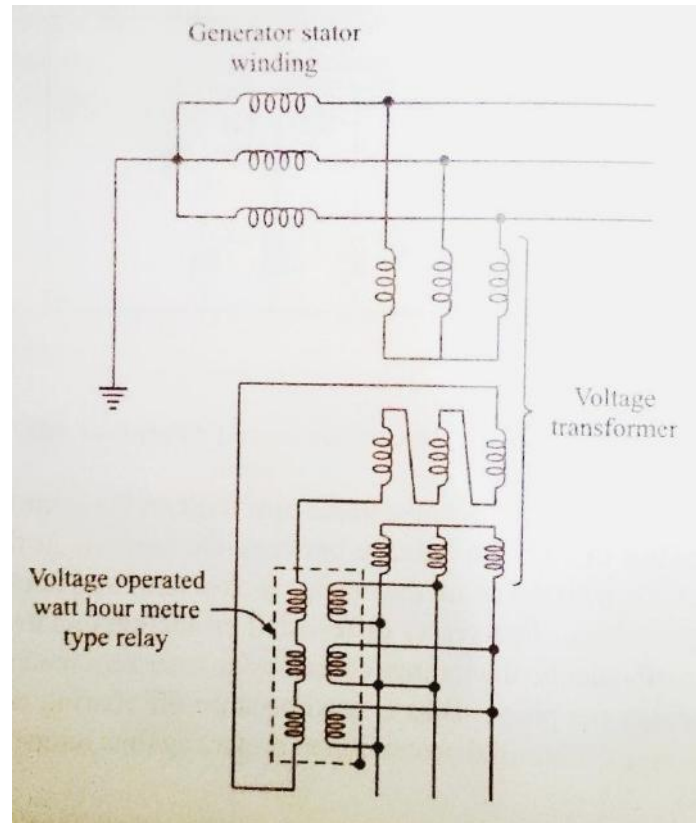 Generator stator
winding
Voltage
transformer
Voltage operated
watt hour metre
type relay